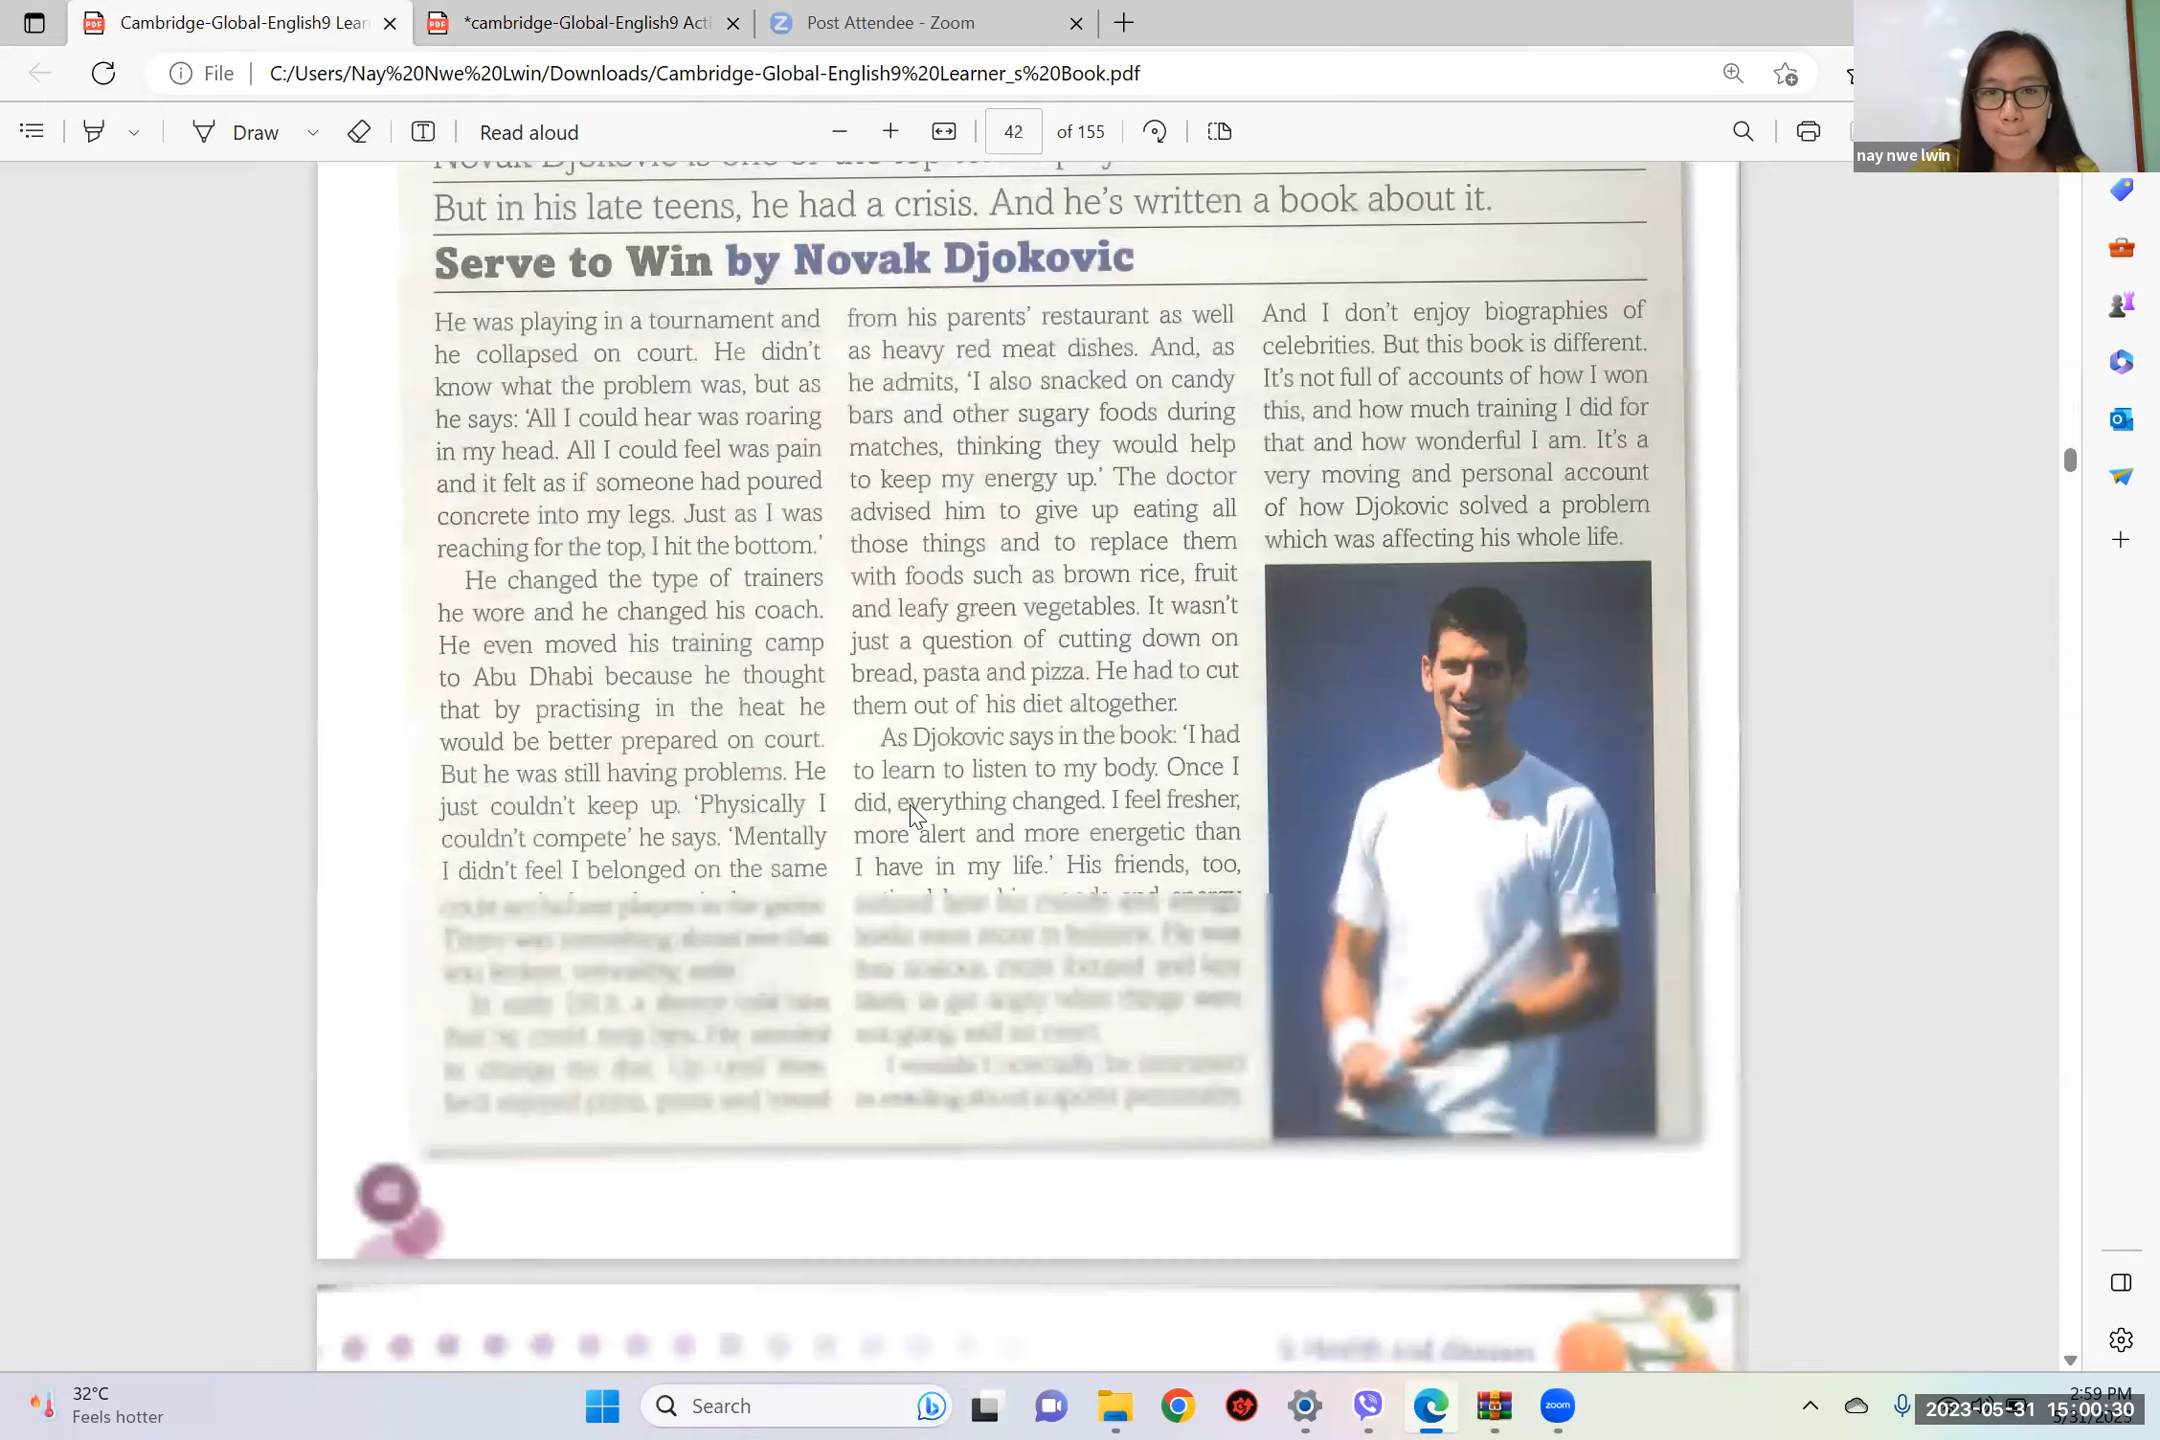 Cambridge-Global-English9 Lear
*cambridge-Global-English9 Acti
Post Attendee - Zoom
File
C:/Users/Nay%20Nwe%20Lwin/Downloads/Cambridge-Global-English9%20Learner_s%20Book.pdf
Draw
Read aloud
42
of 155
nay nwe lwin
Novak Djokovic is one of the top
But in his late teens, he had a crisis. And he's written a book about it.
Serve to Win by Novak Djokovic
He was playing in a tournament and
he collapsed on court. He didn't
know what the problem was, but as
he says: 'All I could hear was roaring
in my head. All I could feel was pain
and it felt as if someone had poured
concrete into my legs. Just as I was
reaching for the top, I hit the bottom.'
He changed the type of trainers
he wore and he changed his coach.
He even moved his training camp
to Abu Dhabi because he thought
that by practising in the heat he
would be better prepared on court.
But he was still having problems. He
just couldn't keep up. 'Physically I
couldn't compete' he says. 'Mentally
I didn't feel I belonged on the same
from his parents' restaurant as well
as heavy red meat dishes. And, as
he admits, 'I also snacked on candy
bars and other sugary foods during
matches, thinking they would help
to keep my energy up.' The doctor
advised him to give up eating all
those things and to replace them
with foods such as brown rice, fruit
and leafy green vegetables. It wasn't
just a question of cutting down on
bread, pasta and pizza. He had to cut
them out of his diet altogether.
As Djokovic says in the book: 'I had
to learn to listen to my body. Once I
did, everything changed. I feel fresher,
more alert and more energetic than
I have in my life.' His friends, too,
And I don't enjoy biographies of
celebrities. But this book is different.
It's not full of accounts of how I won
this, and how much training I did for
that and how wonderful I am. It's a
very moving and personal account
of how Djokovic solved a problem
which was affecting his whole life.
Health and diseases
32°C
Feels hotter
Search
zoom
2:59 PM
2023-05-31 15:00:30